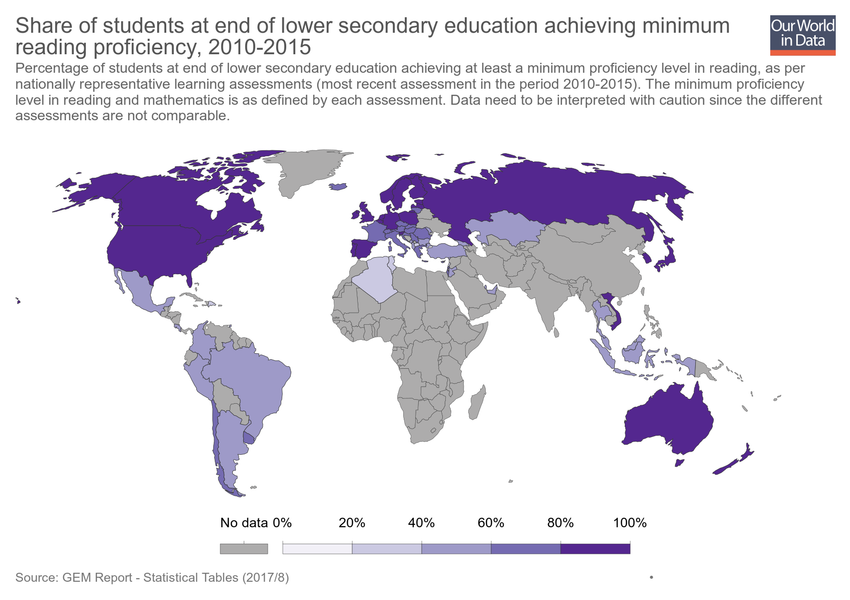 Share of students at end of lower secondary education achieving minimum
reading proficiency, 2010-2015
Our World
in Data
Percentage of students at end of lower secondary education achieving at least a minimum proficiency level in reading, as per
nationally representative learning assessments (most recent assessment in the period 2010-2015). The minimum proficiency
level in reading and mathematics is as defined by each assessment. Data need to be interpreted with caution since the different
assessments are not comparable.
No data 0% 20% 40% 60% 80% 100%
Source: GEM Report - Statistical Tables (2017/8) •